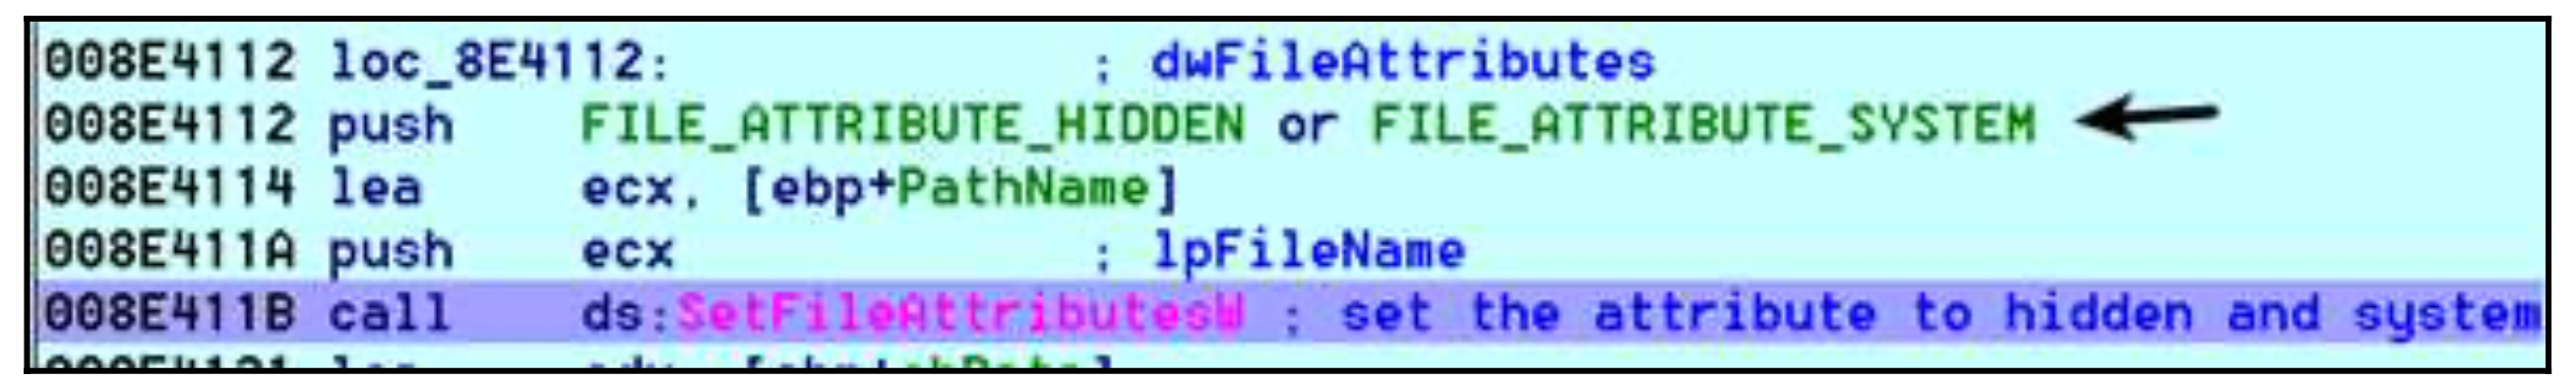 008E4112 loc_8E4112: ; dwFileAttributes
008E4112 push FILE_ATTRIBUTE_HIDDEN or FILE_ATTRIBUTE_SYSTEM
008E4114 lea ecx, [ebp+PathName]
008E411A push ecx ; lpFileName
008E411B call ds:SetFileAttributesW ; set the attribute to hidden and system